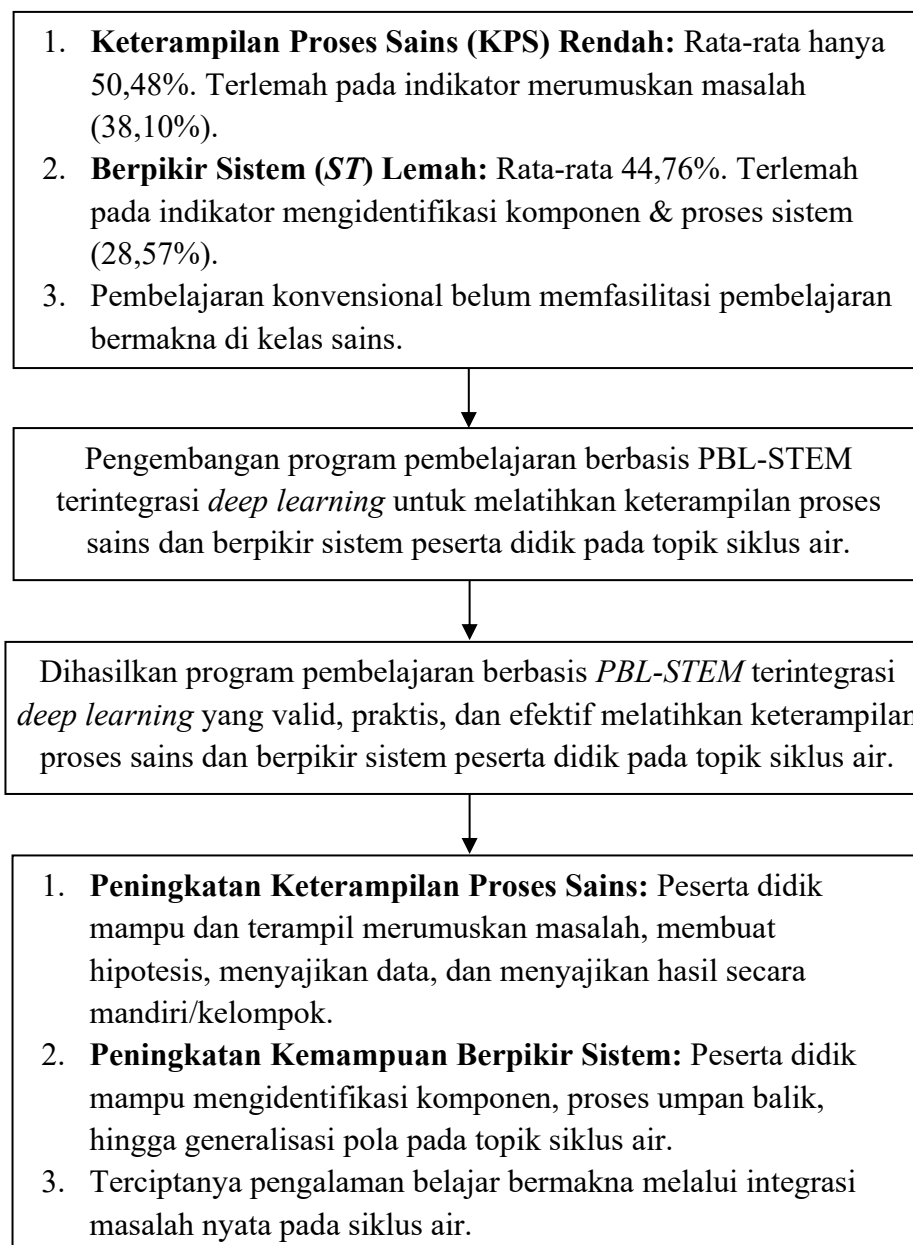 1. Keterampilan Proses Sains (KPS) Rendah: Rata-rata hanya
50,48%. Terlemah pada indikator merumuskan masalah
(38,10%).
2. Berpikir Sistem (ST) Lemah: Rata-rata 44,76%. Terlemah
pada indikator mengidentifikasi komponen & proses sistem
(28,57%).
3. Pembelajaran konvensional belum memfasilitasi pembelajaran
bermakna di kelas sains.
Pengembangan program pembelajaran berbasis PBL-STEM
terintegrasi deep learning untuk melatihkan keterampilan proses
sains dan berpikir sistem peserta didik pada topik siklus air.
Dihasilkan program pembelajaran berbasis PBL-STEM terintegrasi
deep learning yang valid, praktis, dan efektif melatihkan keterampilan
proses sains dan berpikir sistem peserta didik pada topik siklus air.
1. Peningkatan Keterampilan Proses Sains: Peserta didik
mampu dan terampil merumuskan masalah, membuat
hipotesis, menyajikan data, dan menyajikan hasil secara
mandiri/kelompok.
2. Peningkatan Kemampuan Berpikir Sistem: Peserta didik
mampu mengidentifikasi komponen, proses umpan balik,
hingga generalisasi pola pada topik siklus air.
3. Terciptanya pengalaman belajar bermakna melalui integrasi
masalah nyata pada siklus air.